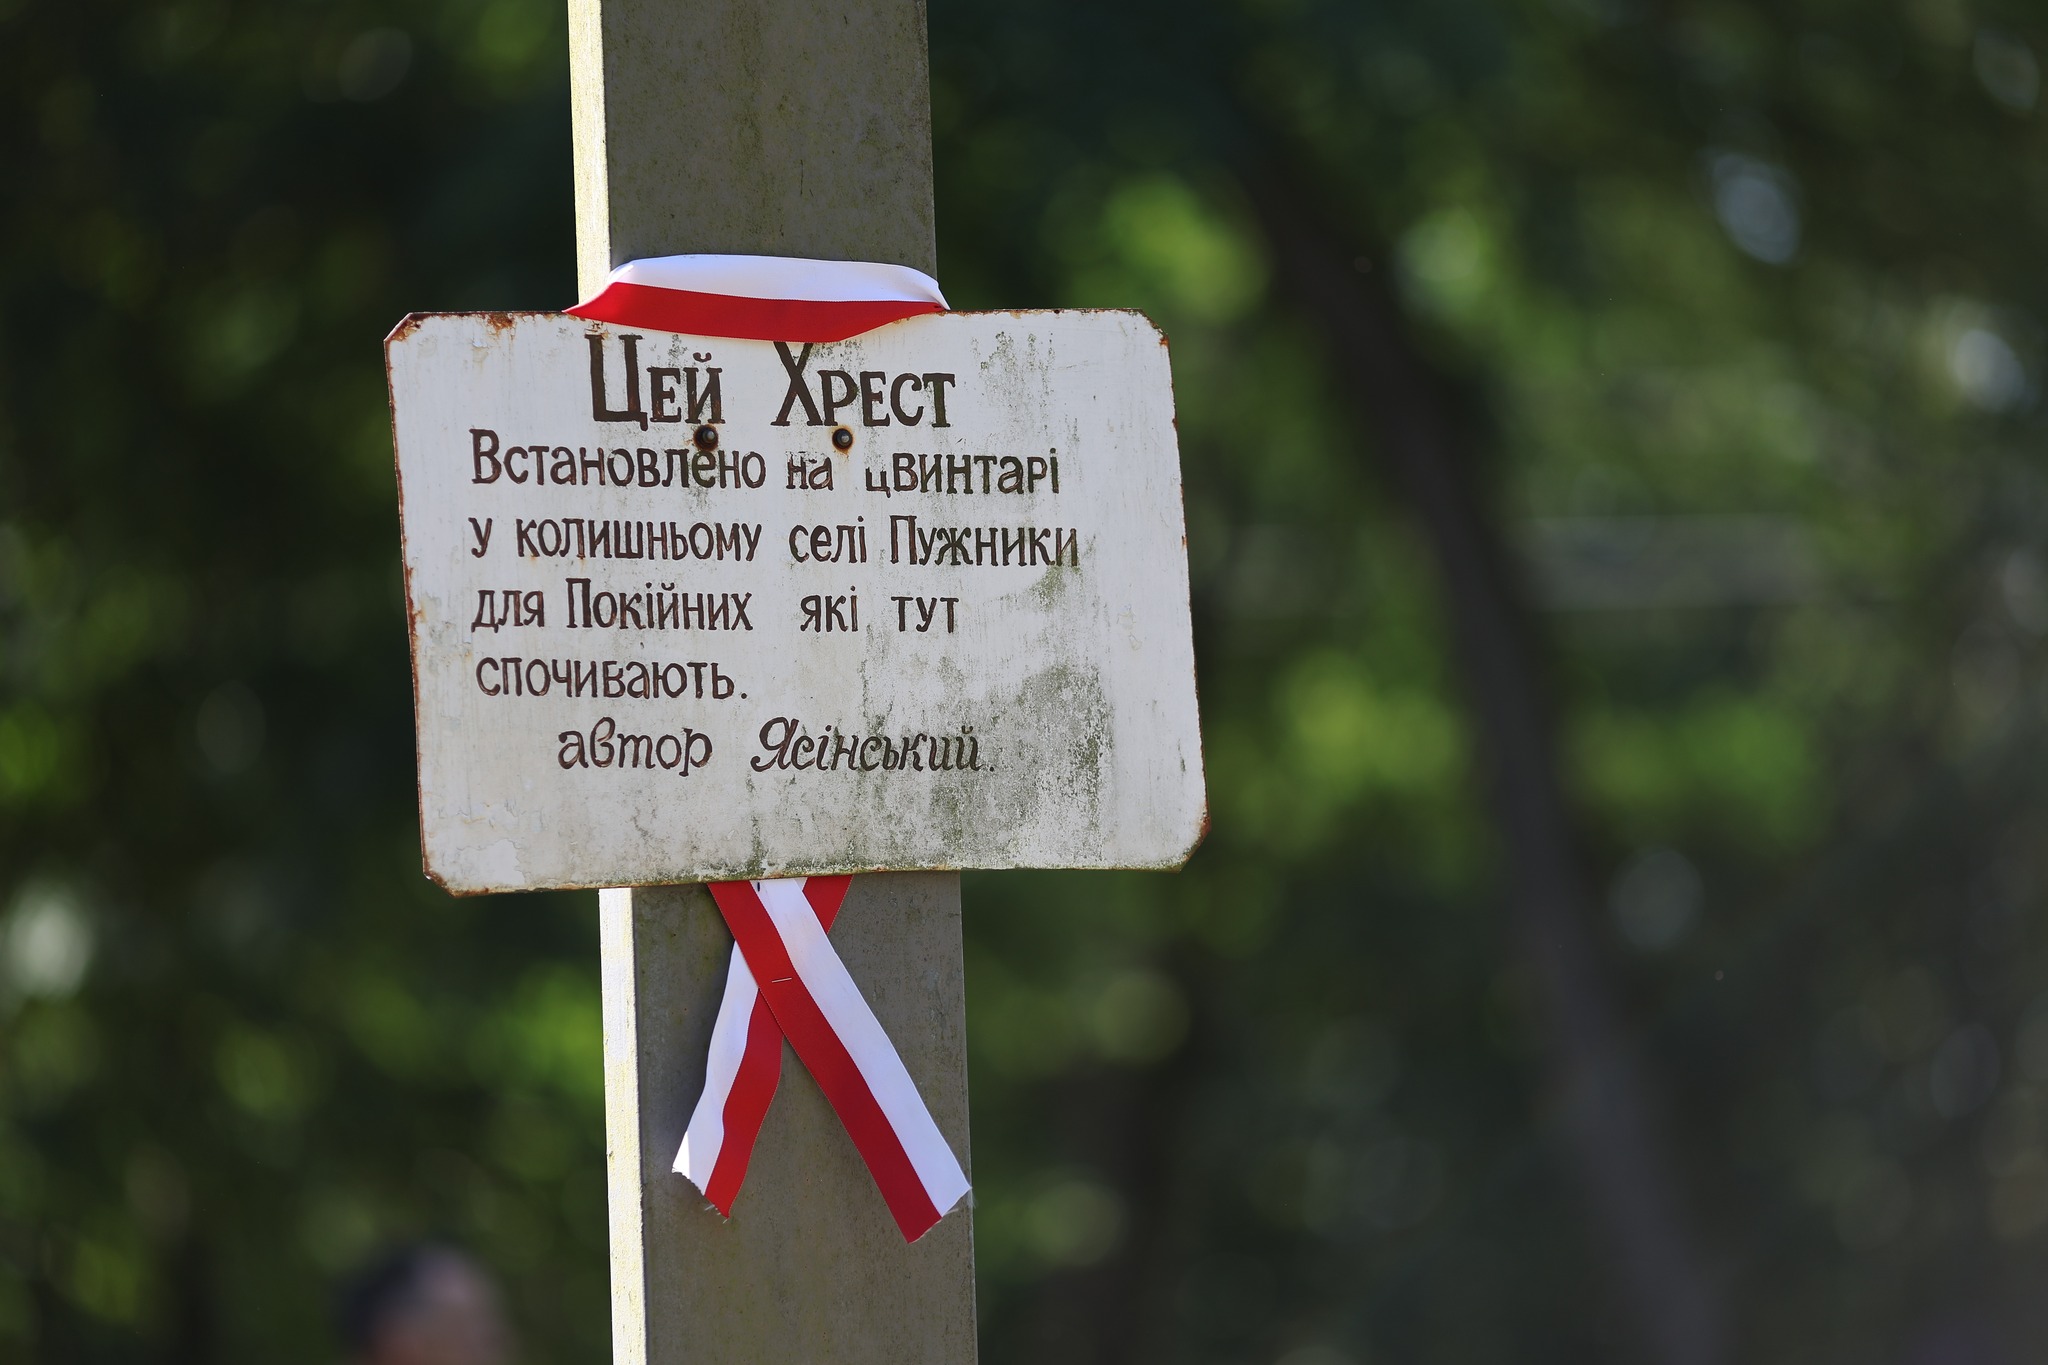 Цей Хрест
Встановлено на цвинтарі
у колишньому селі Пужники
для Покійних які тут
спочивають.
автор Ясінський.